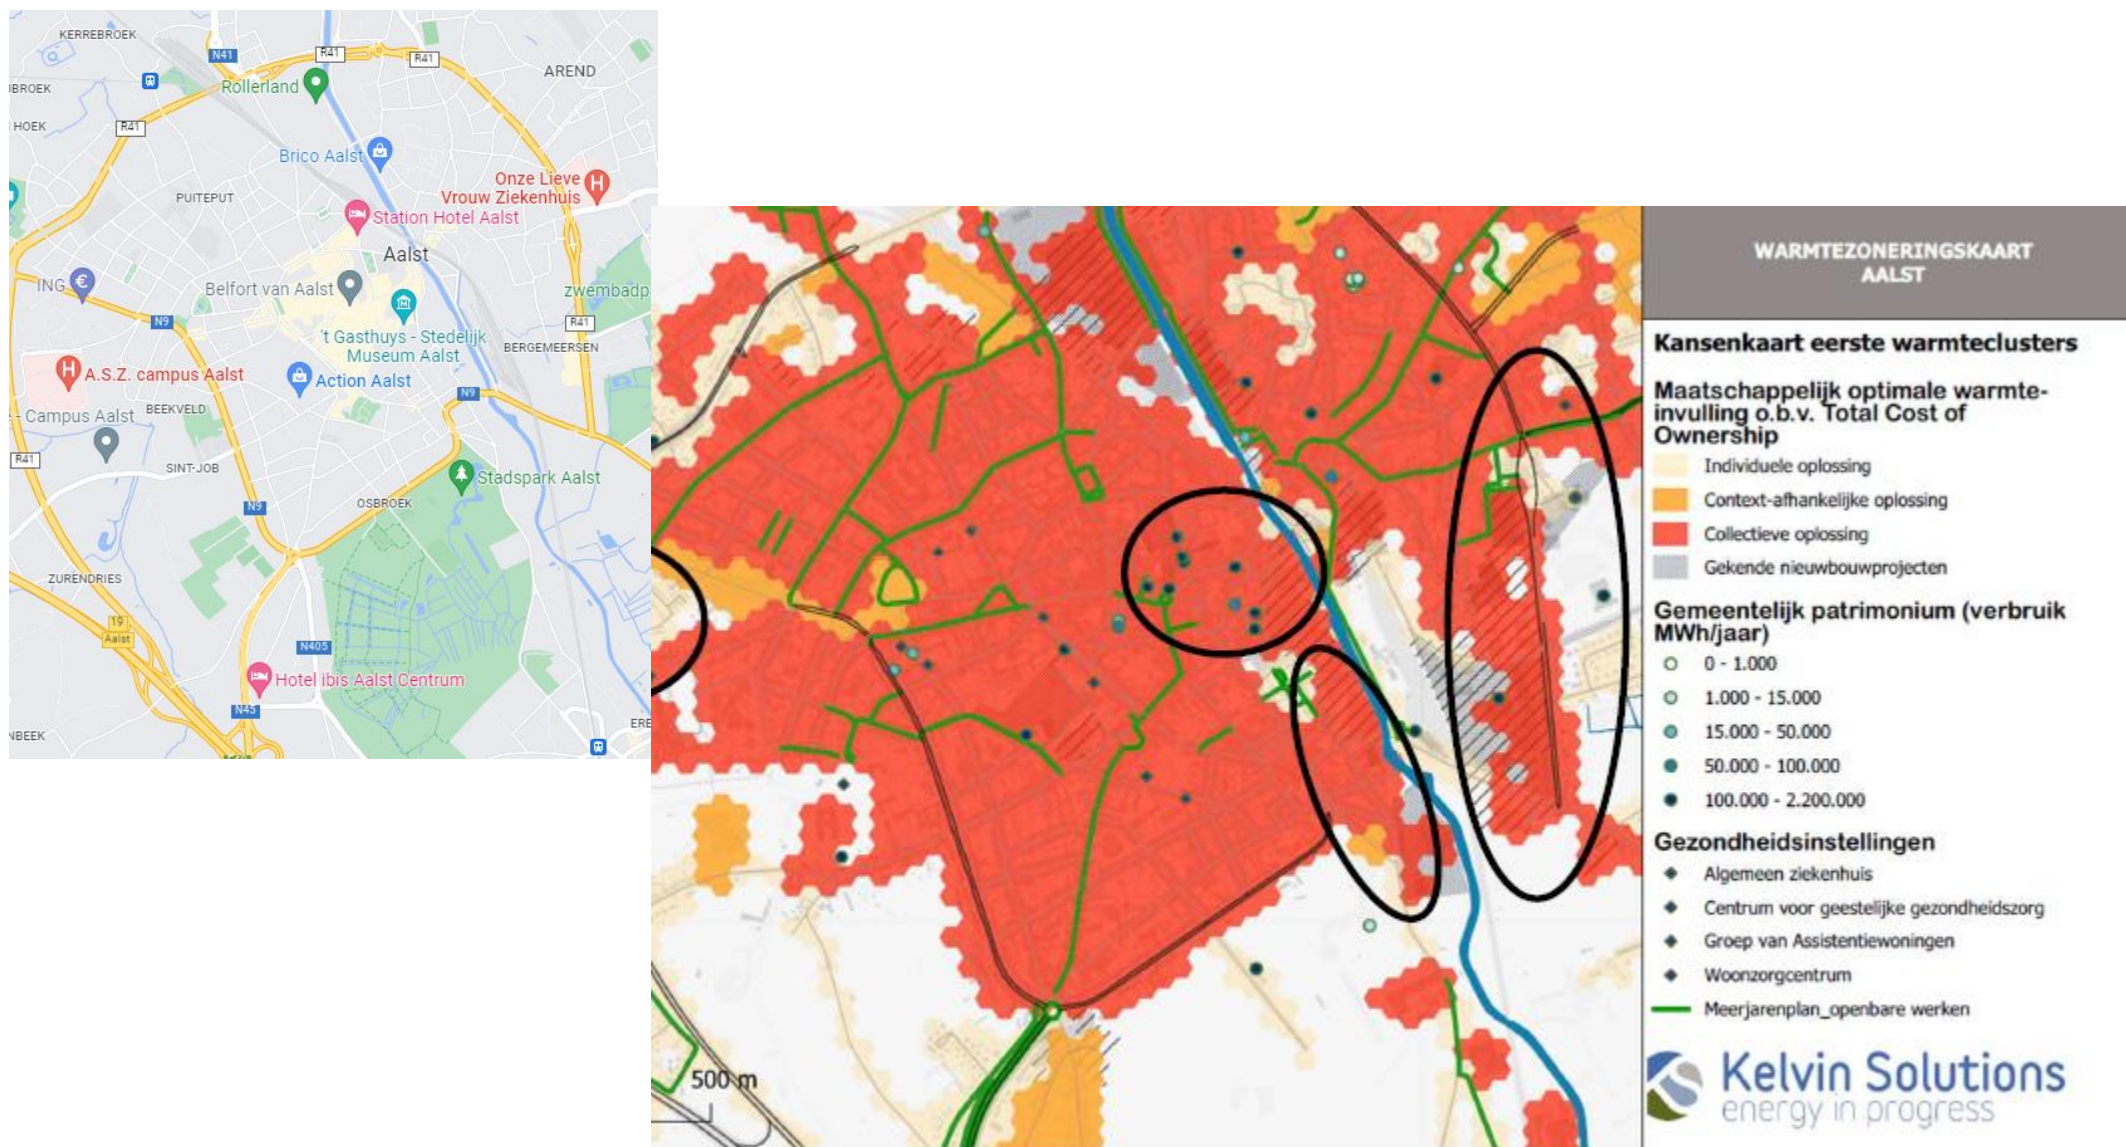 KERREBROEK
N41
R41
R41
AREND
Rollerland
IBROEK
HOEK
R41
Brico Aalst
Onze Lieve
Vrouw Ziekenhuis
PUITEPUT
Station Hotel Aalst
Aalst
ING
Belfort van Aalst
zwembadp
N9
R41
't Gasthuys - Stedelijk
Museum Aalst
BERGEMEERSEN
A.S.Z. campus Aalst
Action Aalst
N9
- Campus Aalst
BEEKVELD
R41
SINT-JOB
Stadspark Aalst
N9
OSBROEK
ZURENDRIES
19
Aalst
N405
Hotel ibis Aalst Centrum
N45
NBEEK
ERE
WARMTEZONERINGSKAART
AALST
Kansenkaart eerste warmteclusters
Maatschappelijk optimale warmte-
invulling o.b.v. Total Cost of
Ownership
Individuele oplossing
Context-afhankelijke oplossing
Collectieve oplossing
Gekende nieuwbouwprojecten
Gemeentelijk patrimonium (verbruik
MWh/jaar)
0 - 1.000
1.000 - 15.000
15.000 - 50.000
50.000 - 100.000
100.000 - 2.200.000
Gezondheidsinstellingen
Algemeen ziekenhuis
Centrum voor geestelijke gezondheidszorg
Groep van Assistentiewoningen
Woonzorgcentrum
Meerjarenplan_openbare werken
500 m
Kelvin Solutions
energy in progress